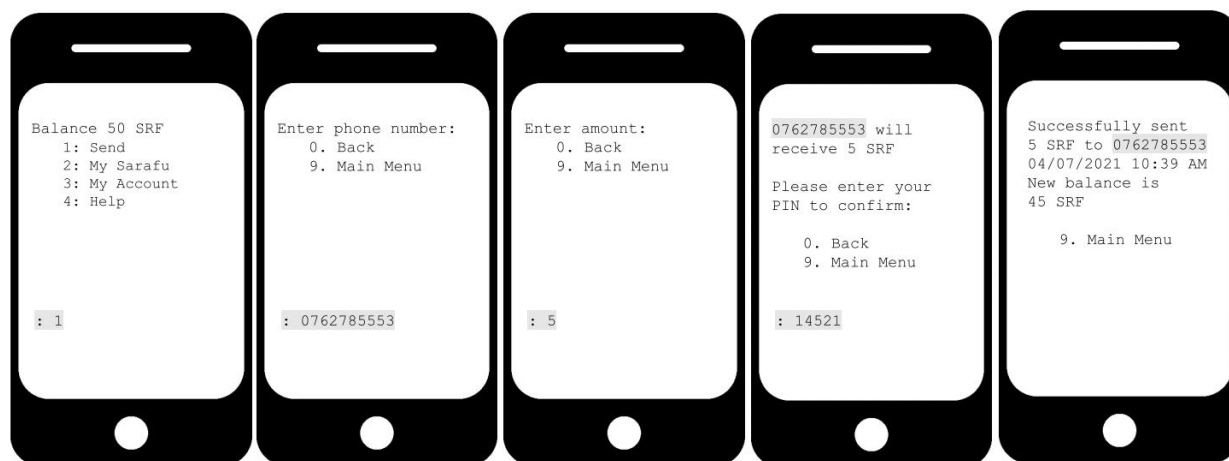 Balance 50 SRF
1: Send
2: My Sarafu
3: My Account
4: Help
: 1
Enter phone number:
0. Back
9. Main Menu
: 0762785553
Enter amount:
0. Back
9. Main Menu
: 5
0762785553 will
receive 5 SRF
Please enter your
PIN to confirm:
0. Back
9. Main Menu
: 14521
Successfully sent
5 SRF to 0762785553
04/07/2021 10:39 AM
New balance is
45 SRF
9. Main Menu